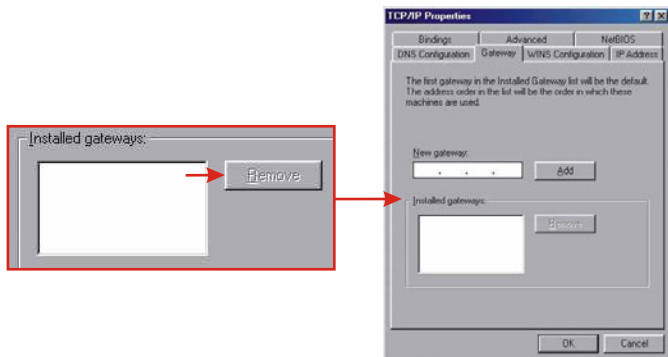 TCP/IP Properties
Bindings Advanced NetBIOS
DNS Configuration Gateway WINS Configuration IP Address
The first gateway in the Installed Gateway list will be the default.
The address order in the list will be the order in which these
machines are used.
New gateway:
. . .
Add
Installed gateways:
Remove
OK Cancel
Installed gateways:
Remove